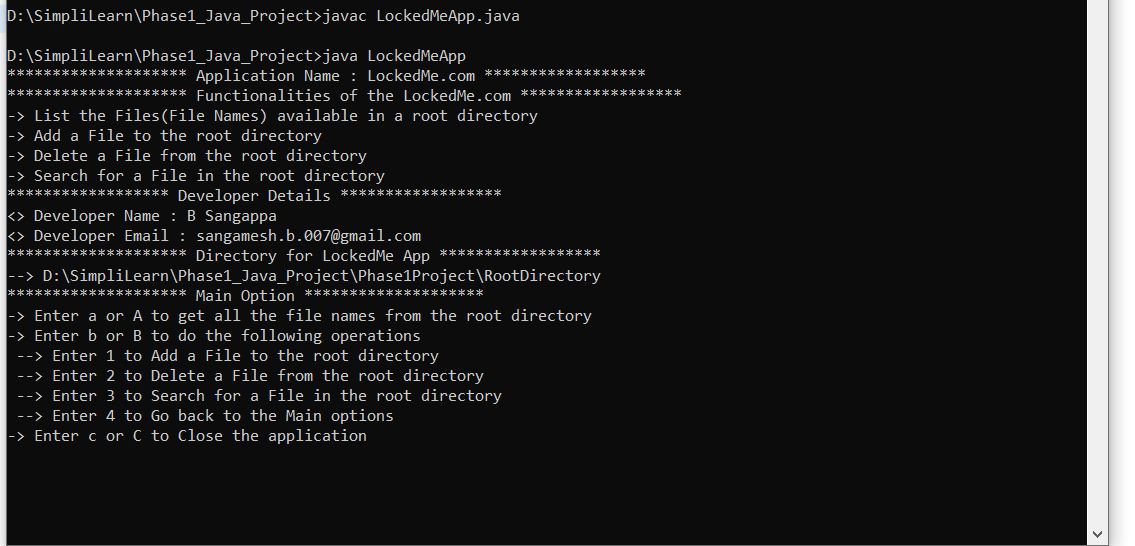 D:\SimpliLearn\Phase1_Java_Project>javac LockedMeApp.java
D:\SimpliLearn\Phase1_Java_Project>java LockedMeApp
******************** Application Name : LockedMe.com ******************
******************** Functionalities of the LockedMe.com ******************
-> List the Files(File Names) available in a root directory
-> Add a File to the root directory
-> Delete a File from the root directory
-> Search for a File in the root directory
****************** Developer Details ******************
<> Developer Name : B Sangappa
<> Developer Email : sangamesh.b.007@gmail.com
******************** Directory for LockedMe App ******************
--> D:\SimpliLearn\Phase1_Java_Project\Phase1Project\RootDirectory
******************** Main Option ********************
-> Enter a or A to get all the file names from the root directory
-> Enter b or B to do the following operations
 --> Enter 1 to Add a File to the root directory
 --> Enter 2 to Delete a File from the root directory
 --> Enter 3 to Search for a File in the root directory
 --> Enter 4 to Go back to the Main options
-> Enter c or C to Close the application